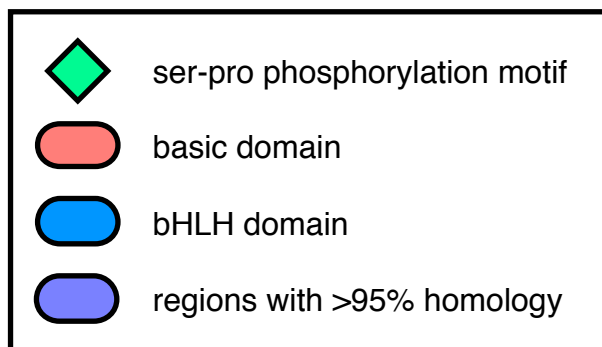 ser-pro phosphorylation motif
basic domain
bHLH domain
regions with >95% homology